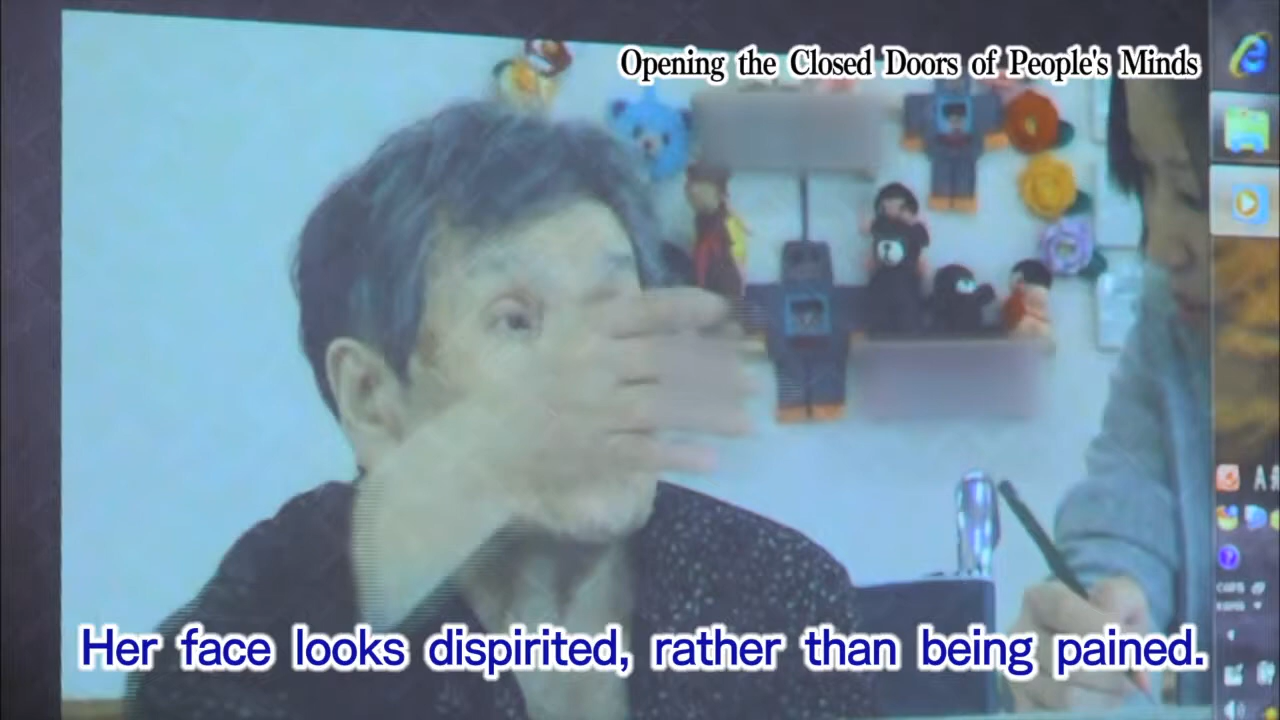 Opening the Closed Doors of People's Minds
Her face looks dispirited, rather than being pained.